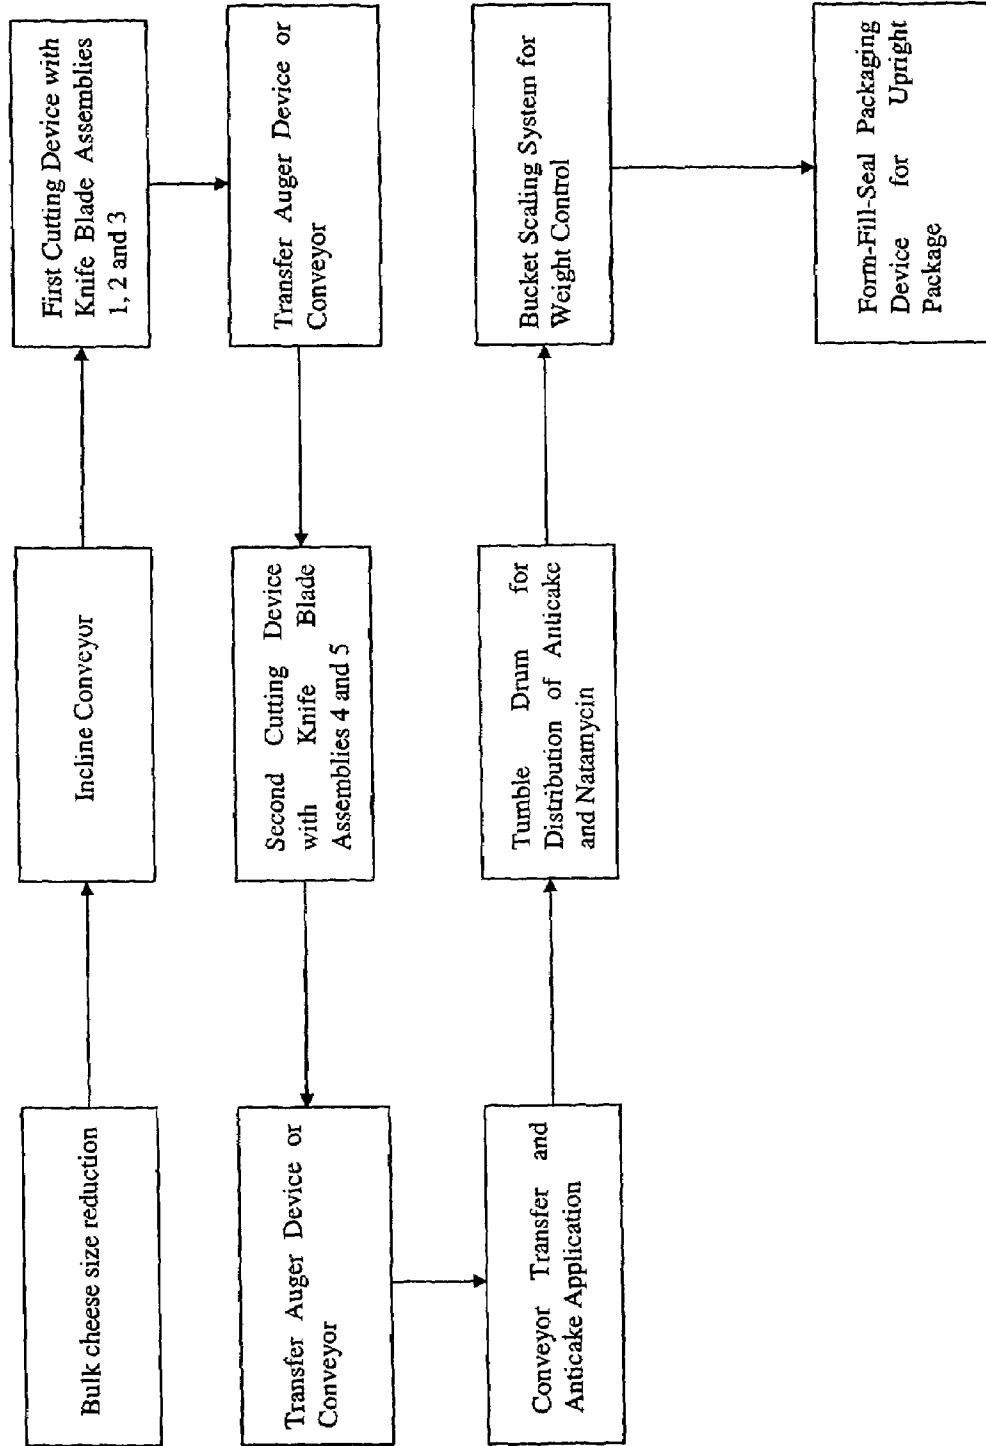 Bulk cheese size reduction
Incline Conveyor
First Cutting Device with
Knife Blade Assemblies
1, 2 and 3
Transfer Auger Device or
Conveyor
Second Cutting Device
with Knife Blade
Assemblies 4 and 5
Transfer Auger Device or
Conveyor
Conveyor Transfer and
Anticake Application
Tumble Drum for
Distribution of Anticake
and Natamycin
Bucket Scaling System for
Weight Control
Form-Fill-Seal Packaging
Device for Upright
Package